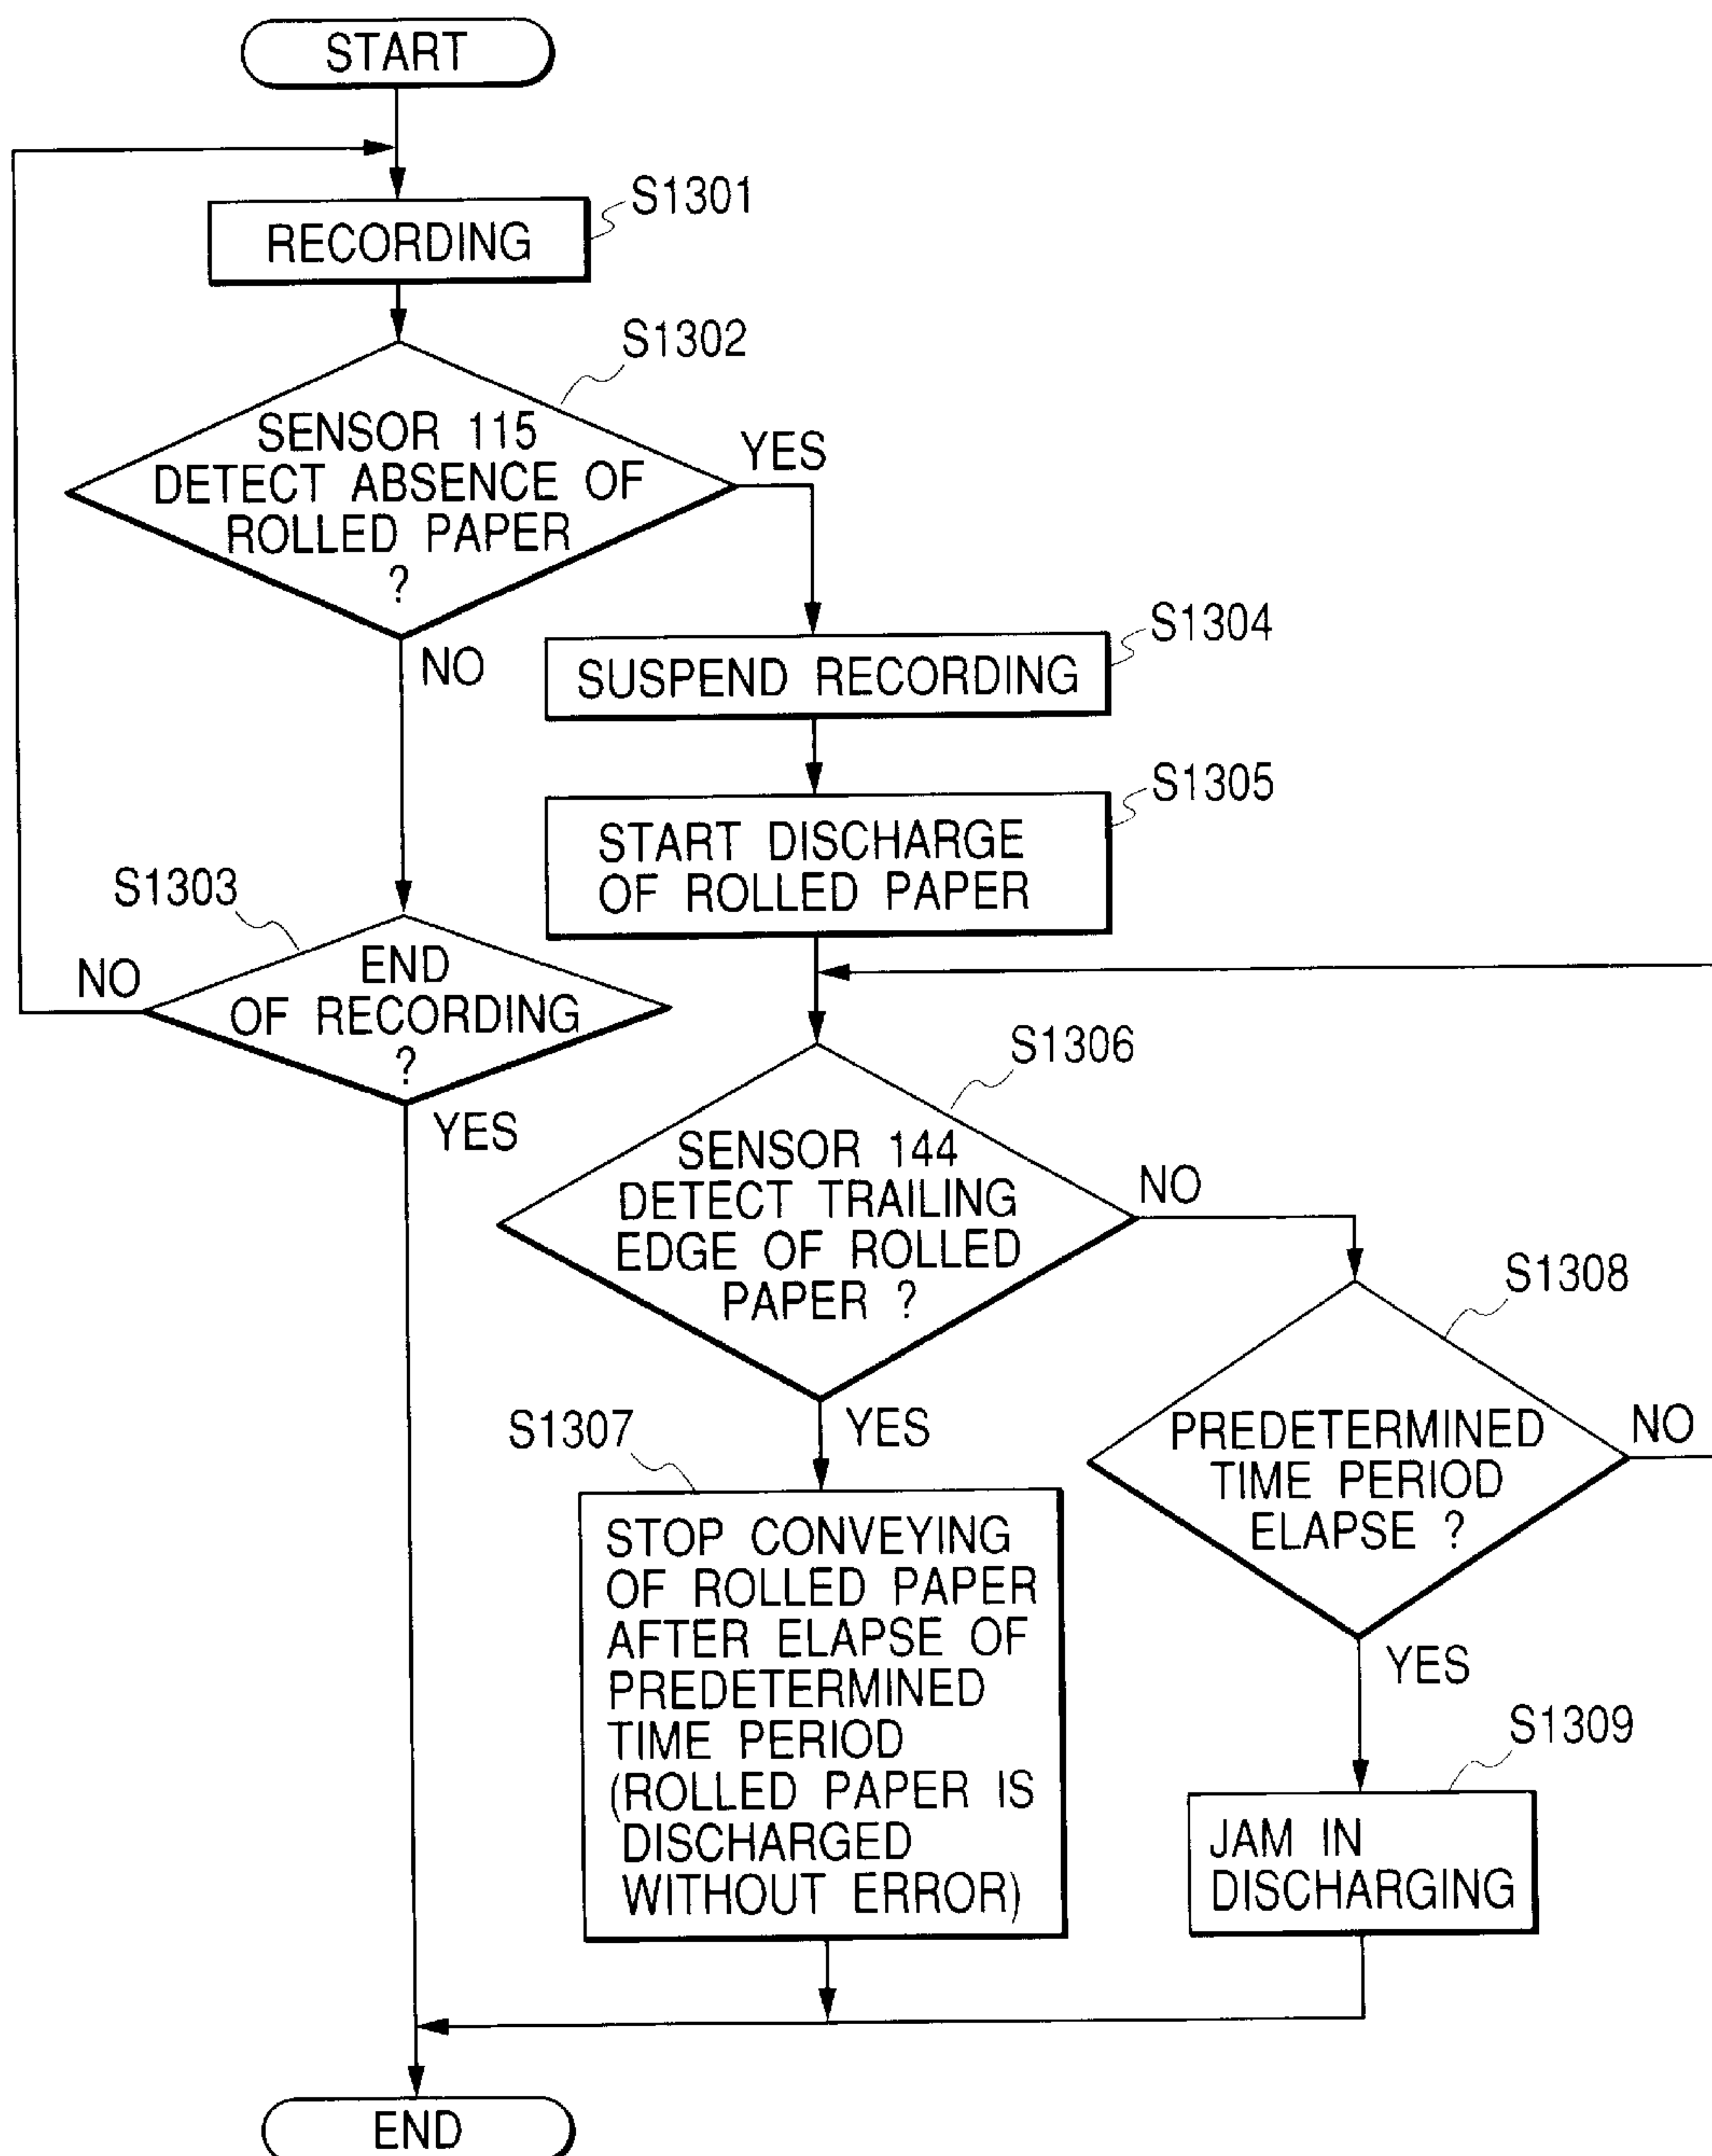 START
S1301
RECORDING
S1302
SENSOR 115
DETECT ABSENCE OF
ROLLED PAPER
?
YES
NO
S1304
SUSPEND RECORDING
S1305
START DISCHARGE
OF ROLLED PAPER
S1303
END
OF RECORDING
?
NO
YES
S1306
SENSOR 144
DETECT TRAILING
EDGE OF ROLLED
PAPER ?
NO
YES
S1308
PREDETERMINED
TIME PERIOD
ELAPSE ?
NO
YES
S1307
STOP CONVEYING
OF ROLLED PAPER
AFTER ELAPSE OF
PREDETERMINED
TIME PERIOD
(ROLLED PAPER IS
DISCHARGED
WITHOUT ERROR)
S1309
JAM IN
DISCHARGING
END